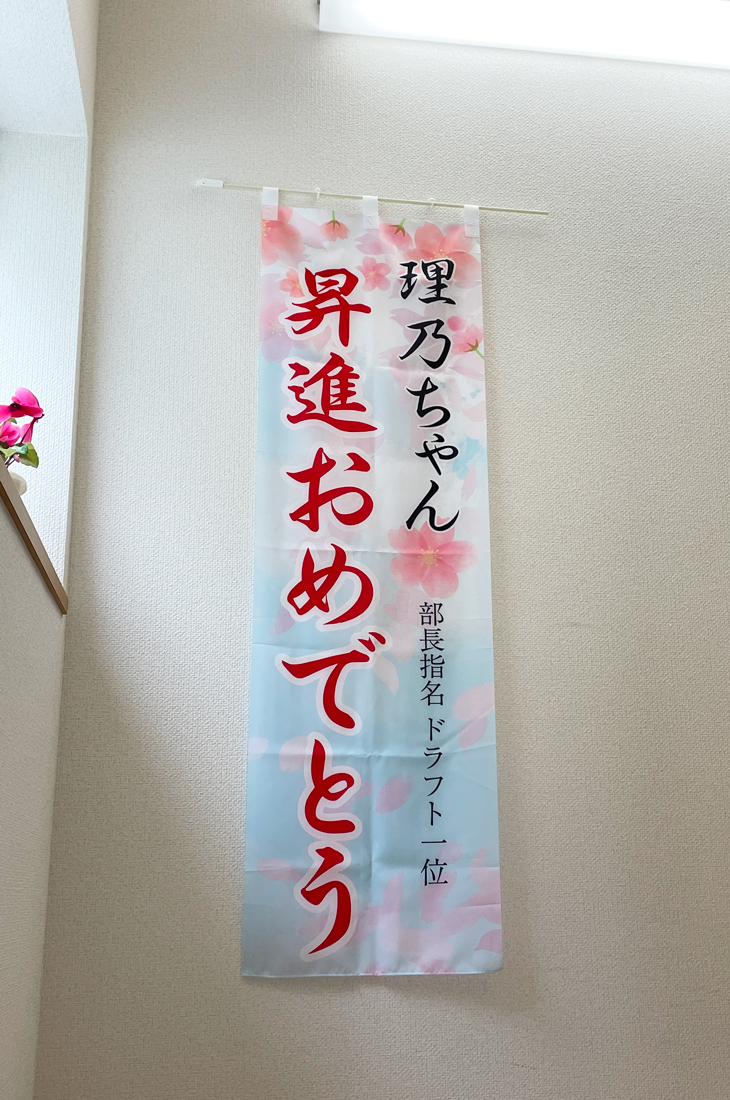 理乃ちゃん
部長指名 ドラフト一位
昇進おめでとう